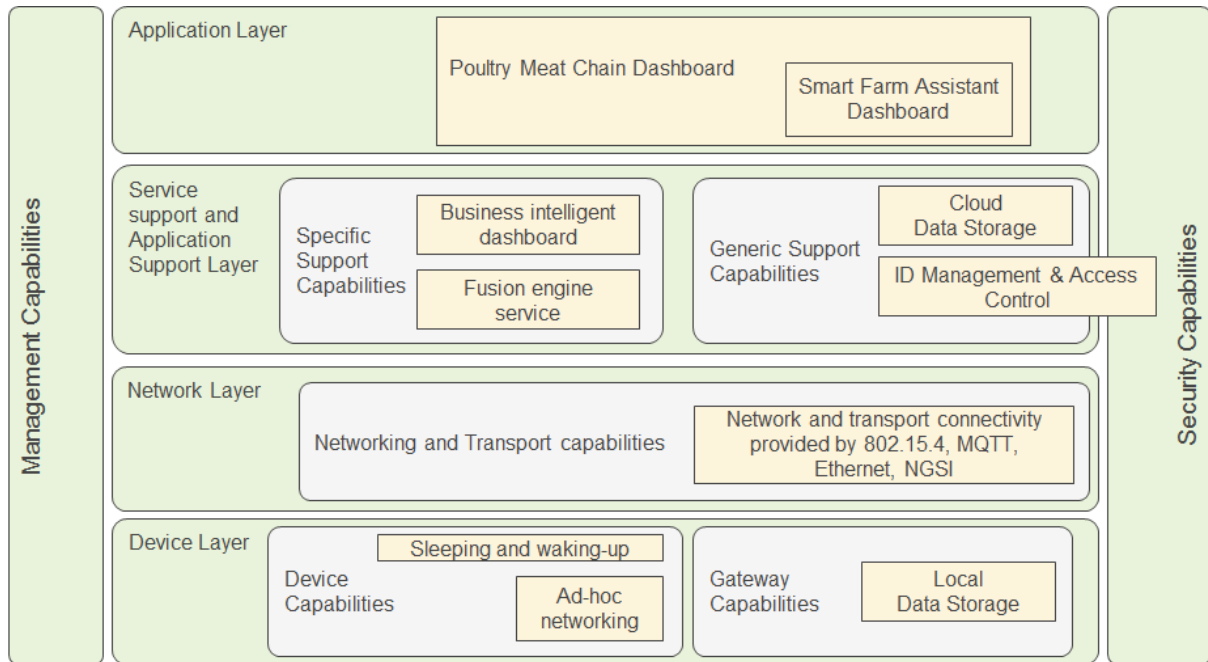 Management Capabilities
Application Layer
Poultry Meat Chain Dashboard
Smart Farm Assistant
Dashboard
Service
support and
Application
Support Layer
Specific
Support
Capabilities
Business intelligent
dashboard
Fusion engine
service
Generic Support
Capabilities
Cloud
Data Storage
ID Management & Access
Control
Network Layer
Networking and Transport capabilities
Network and transport connectivity
provided by 802.15.4, MQTT,
Ethernet, NGSI
Device Layer
Device
Capabilities
Sleeping and waking-up
Ad-hoc
networking
Gateway
Capabilities
Local
Data Storage
Security Capabilities